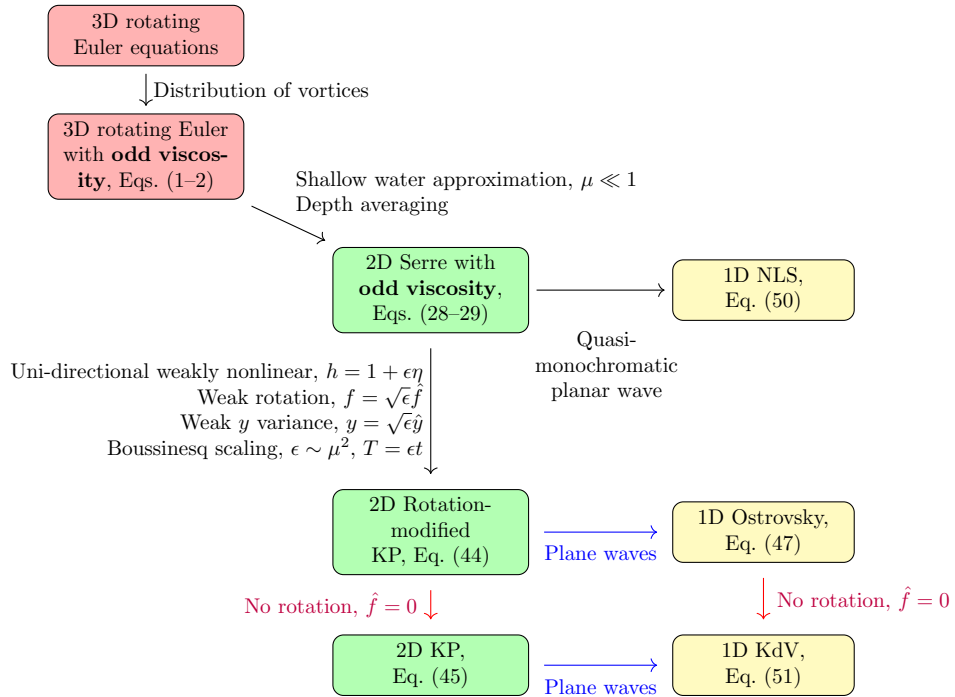 3D rotating
Euler equations
Distribution of vortices
3D rotating Euler
with odd viscos-
ity, Eqs. (1–2)
Shallow water approximation, μ ≪ 1
Depth averaging
2D Serre with
odd viscosity,
Eqs. (28–29)
1D NLS,
Eq. (50)
Quasi-
monochromatic
planar wave
Uni-directional weakly nonlinear, h = 1 + ϵη
Weak rotation, f = √ϵf̂
Weak y variance, y = √ϵŷ
Boussinesq scaling, ϵ ∼ μ², T = ϵt
2D Rotation-
modified
KP, Eq. (44)
Plane waves
1D Ostrovsky,
Eq. (47)
No rotation, f̂ = 0
No rotation, f̂ = 0
2D KP,
Eq. (45)
Plane waves
1D KdV,
Eq. (51)